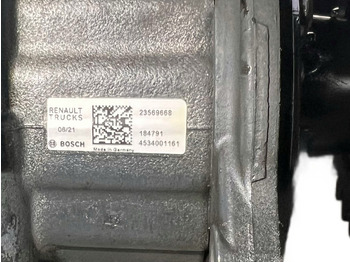 RENAULT TRUCKS 23569668
06/21 184791
BOSCH Made in Germany 4534001161